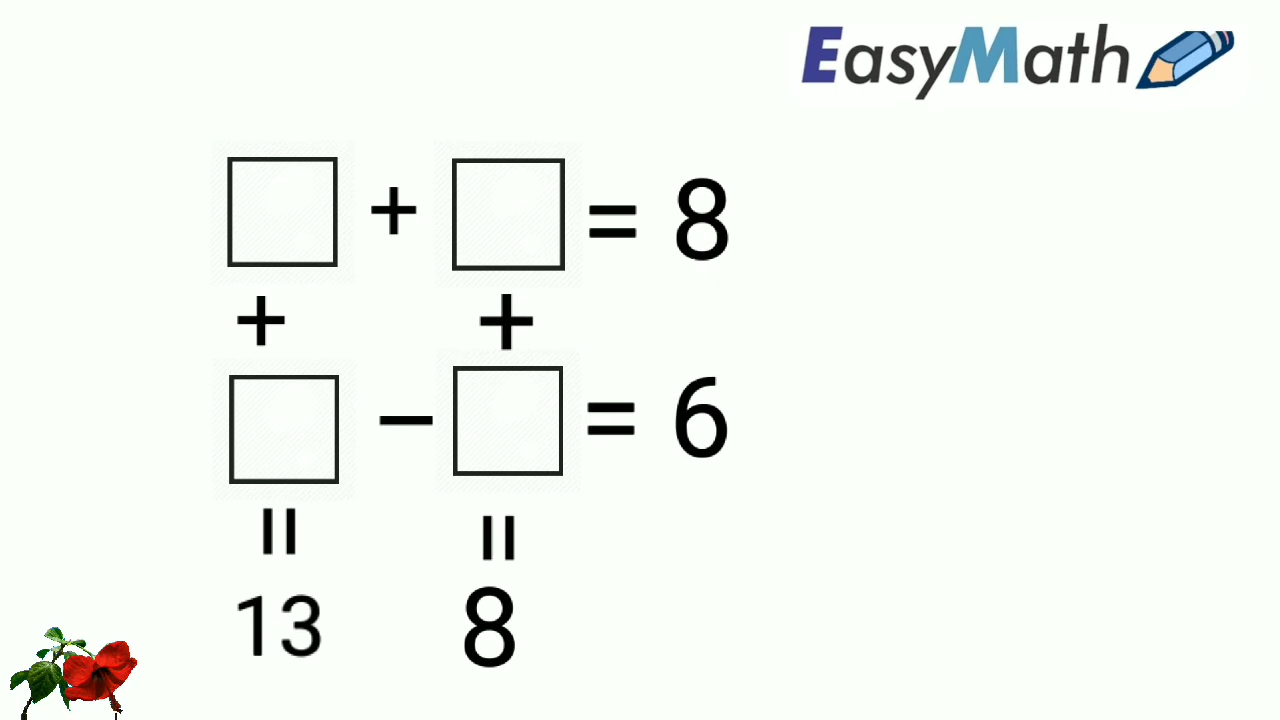 EasyMath
□ + □ = 8
+ +
□ − □ = 6
= =
13 8